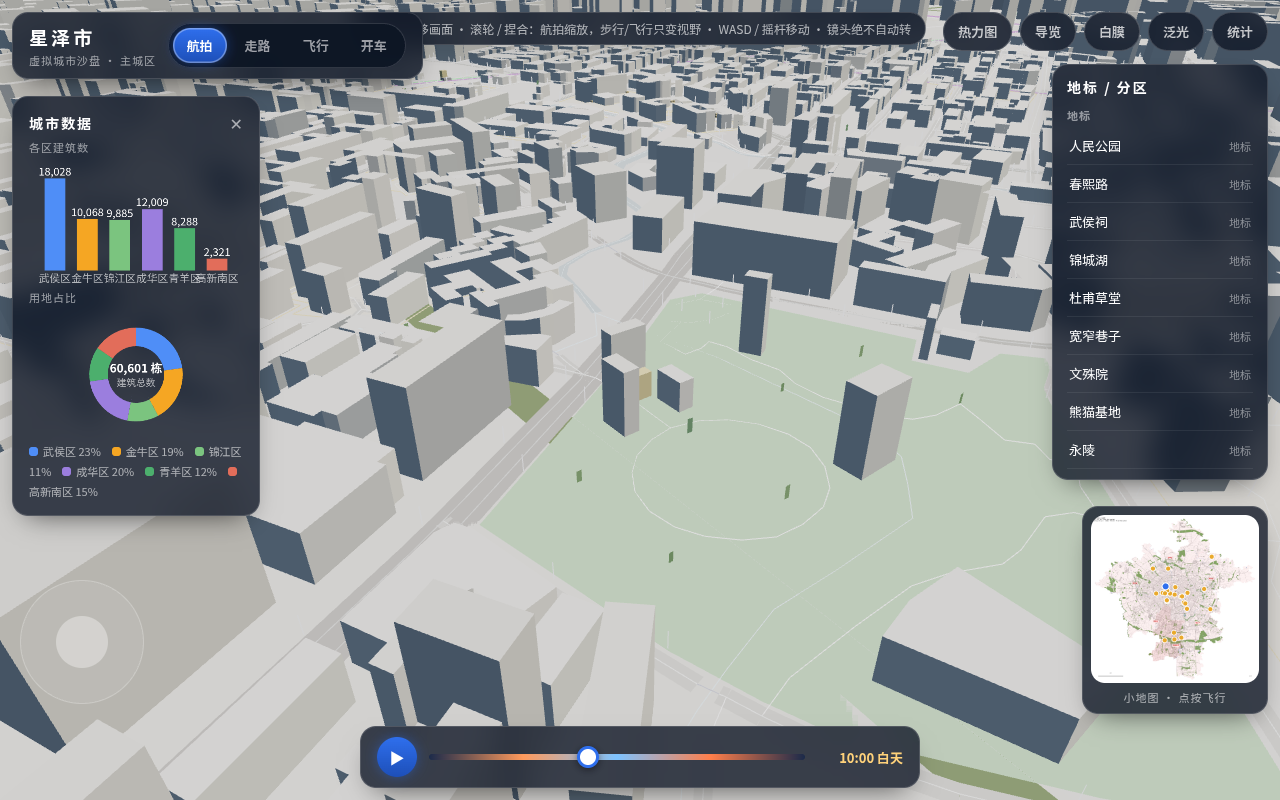 星泽市
虚拟城市沙盘 · 主城区
航拍
走路
飞行
开车
移画面 · 滚轮 / 捏合：航拍缩放，步行/飞行只变视野 · WASD / 摇杆移动 · 镜头绝不自动转
热力图
导览
白膜
泛光
统计
城市数据
×
各区建筑数
18,028
10,068
9,885
12,009
8,288
2,321
武侯区
金牛区
锦江区
成华区
青羊区
高新南区
用地占比
60,601 栋
建筑总数
武侯区 23% 金牛区 19% 锦江区
11% 成华区 20% 青羊区 12%
高新南区 15%
地标 / 分区
地标
人民公园 地标
春熙路 地标
武侯祠 地标
锦城湖 地标
杜甫草堂 地标
宽窄巷子 地标
文殊院 地标
熊猫基地 地标
永陵 地标
小地图 · 点按飞行
10:00 白天